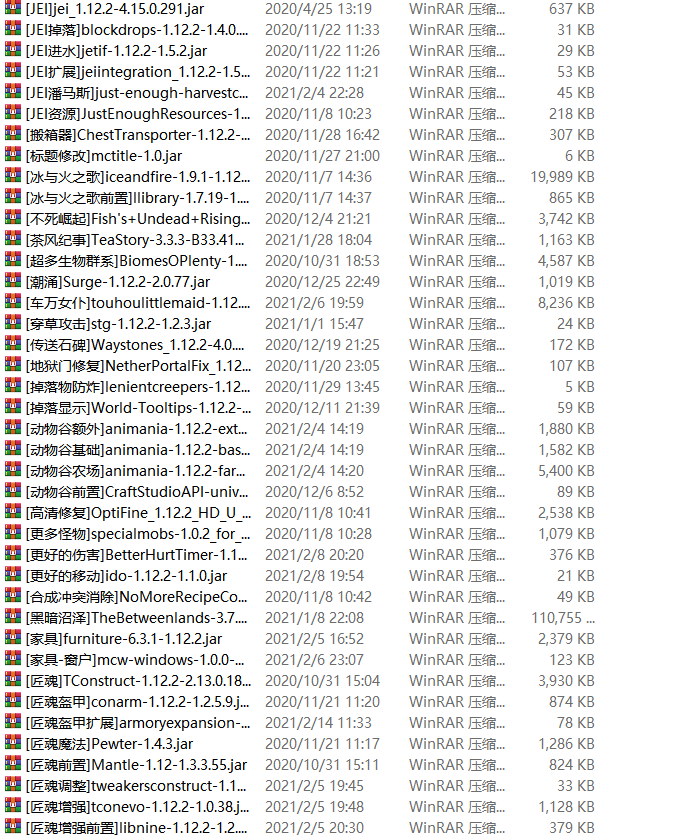 [JEI]jei_1.12.2-4.15.0.291.jar 2020/4/25 13:19 WinRAR 压缩... 637 KB
[JEI掉落]blockdrops-1.12.2-1.4.0.... 2020/11/22 11:33 WinRAR 压缩... 31 KB
[JEI进水]jetif-1.12.2-1.5.2.jar 2020/11/22 11:26 WinRAR 压缩... 29 KB
[JEI扩展]jeiintegration_1.12.2-1.5... 2020/11/22 11:21 WinRAR 压缩... 53 KB
[JEI潘马斯]just-enough-harvestc... 2021/2/4 22:28 WinRAR 压缩... 45 KB
[JEI资源]JustEnoughResources-1... 2020/11/8 10:23 WinRAR 压缩... 218 KB
[搬箱器]ChestTransporter-1.12.2-... 2020/11/28 16:42 WinRAR 压缩... 307 KB
[标题修改]mctitle-1.0.jar 2020/11/27 21:00 WinRAR 压缩... 6 KB
[冰与火之歌]iceandfire-1.9.1-1.12... 2020/11/7 14:36 WinRAR 压缩... 19,989 KB
[冰与火之歌前置]llibrary-1.7.19-1.... 2020/11/7 14:37 WinRAR 压缩... 865 KB
[不死崛起]Fish's+Undead+Rising... 2020/12/4 21:21 WinRAR 压缩... 3,742 KB
[茶风纪事]TeaStory-3.3.3-B33.41... 2021/1/28 18:04 WinRAR 压缩... 1,163 KB
[超多生物群系]BiomesOPlenty-1.... 2020/10/31 18:53 WinRAR 压缩... 4,587 KB
[潮涌]Surge-1.12.2-2.0.77.jar 2020/12/25 22:49 WinRAR 压缩... 1,019 KB
[车万女仆]touhoulittlemaid-1.12.... 2021/2/6 19:59 WinRAR 压缩... 8,236 KB
[穿草攻击]stg-1.12.2-1.2.3.jar 2021/1/1 15:47 WinRAR 压缩... 24 KB
[传送石碑]Waystones_1.12.2-4.0.... 2020/12/19 21:25 WinRAR 压缩... 172 KB
[地狱门修复]NetherPortalFix_1.12... 2020/11/20 23:05 WinRAR 压缩... 107 KB
[掉落物防炸]lenientcreepers-1.12... 2020/11/29 13:45 WinRAR 压缩... 5 KB
[掉落显示]World-Tooltips-1.12.2-... 2020/12/11 21:39 WinRAR 压缩... 59 KB
[动物谷额外]animania-1.12.2-ext... 2021/2/4 14:19 WinRAR 压缩... 1,880 KB
[动物谷基础]animania-1.12.2-bas... 2021/2/4 14:19 WinRAR 压缩... 1,582 KB
[动物谷农场]animania-1.12.2-far... 2021/2/4 14:20 WinRAR 压缩... 5,400 KB
[动物谷前置]CraftStudioAPI-univ... 2020/12/6 8:52 WinRAR 压缩... 89 KB
[高清修复]OptiFine_1.12.2_HD_U_... 2020/11/8 10:41 WinRAR 压缩... 2,538 KB
[更多怪物]specialmobs-1.0.2_for_... 2020/11/8 10:28 WinRAR 压缩... 1,079 KB
[更好的伤害]BetterHurtTimer-1.1... 2021/2/8 20:20 WinRAR 压缩... 376 KB
[更好的移动]ido-1.12.2-1.1.0.jar 2021/2/8 19:54 WinRAR 压缩... 21 KB
[合成冲突消除]NoMoreRecipeCo... 2020/11/8 10:42 WinRAR 压缩... 49 KB
[黑暗沼泽]TheBetweenlands-3.7.... 2021/1/8 22:08 WinRAR 压缩... 110,755 ...
[家具]furniture-6.3.1-1.12.2.jar 2021/2/5 16:52 WinRAR 压缩... 2,379 KB
[家具-窗户]mcw-windows-1.0.0-... 2021/2/6 23:07 WinRAR 压缩... 123 KB
[匠魂]TConstruct-1.12.2-2.13.0.18... 2020/10/31 15:04 WinRAR 压缩... 3,930 KB
[匠魂盔甲]conarm-1.12.2-1.2.5.9.j... 2020/11/21 11:20 WinRAR 压缩... 874 KB
[匠魂盔甲扩展]armoryexpansion-... 2021/2/14 11:33 WinRAR 压缩... 78 KB
[匠魂魔法]Pewter-1.4.3.jar 2020/11/21 11:17 WinRAR 压缩... 1,286 KB
[匠魂前置]Mantle-1.12-1.3.3.55.jar 2020/10/31 15:11 WinRAR 压缩... 824 KB
[匠魂调整]tweakersconstruct-1.1... 2021/2/5 19:45 WinRAR 压缩... 33 KB
[匠魂增强]tconevo-1.12.2-1.0.38.j... 2021/2/5 19:48 WinRAR 压缩... 1,128 KB
[匠魂增强前置]libnine-1.12.2-1.2.... 2021/2/5 20:30 WinRAR 压缩... 379 KB